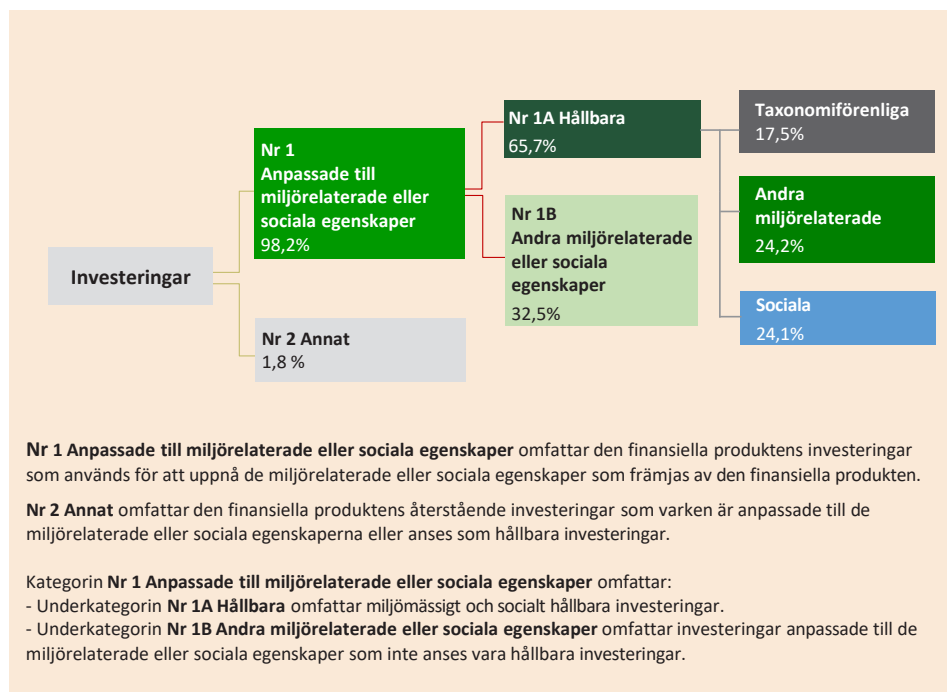 Investeringar
Nr 1
Anpassade till
miljörelaterade eller
sociala egenskaper
98,2%
Nr 2 Annat
1,8 %
Nr 1A Hållbara
65,7%
Nr 1B
Andra miljörelaterade
eller sociala
egenskaper
32,5%
Taxonomiförenliga
17,5%
Andra
miljörelaterade
24,2%
Sociala
24,1%
Nr 1 Anpassade till miljörelaterade eller sociala egenskaper omfattar den finansiella produktens investeringar
som används för att uppnå de miljörelaterade eller sociala egenskaper som främjas av den finansiella produkten.
Nr 2 Annat omfattar den finansiella produktens återstående investeringar som varken är anpassade till de
miljörelaterade eller sociala egenskaperna eller anses som hållbara investeringar.
Kategorin Nr 1 Anpassade till miljörelaterade eller sociala egenskaper omfattar:
- Underkategorin Nr 1A Hållbara omfattar miljömässigt och socialt hållbara investeringar.
- Underkategorin Nr 1B Andra miljörelaterade eller sociala egenskaper omfattar investeringar anpassade till de
miljörelaterade eller sociala egenskaper som inte anses vara hållbara investeringar.